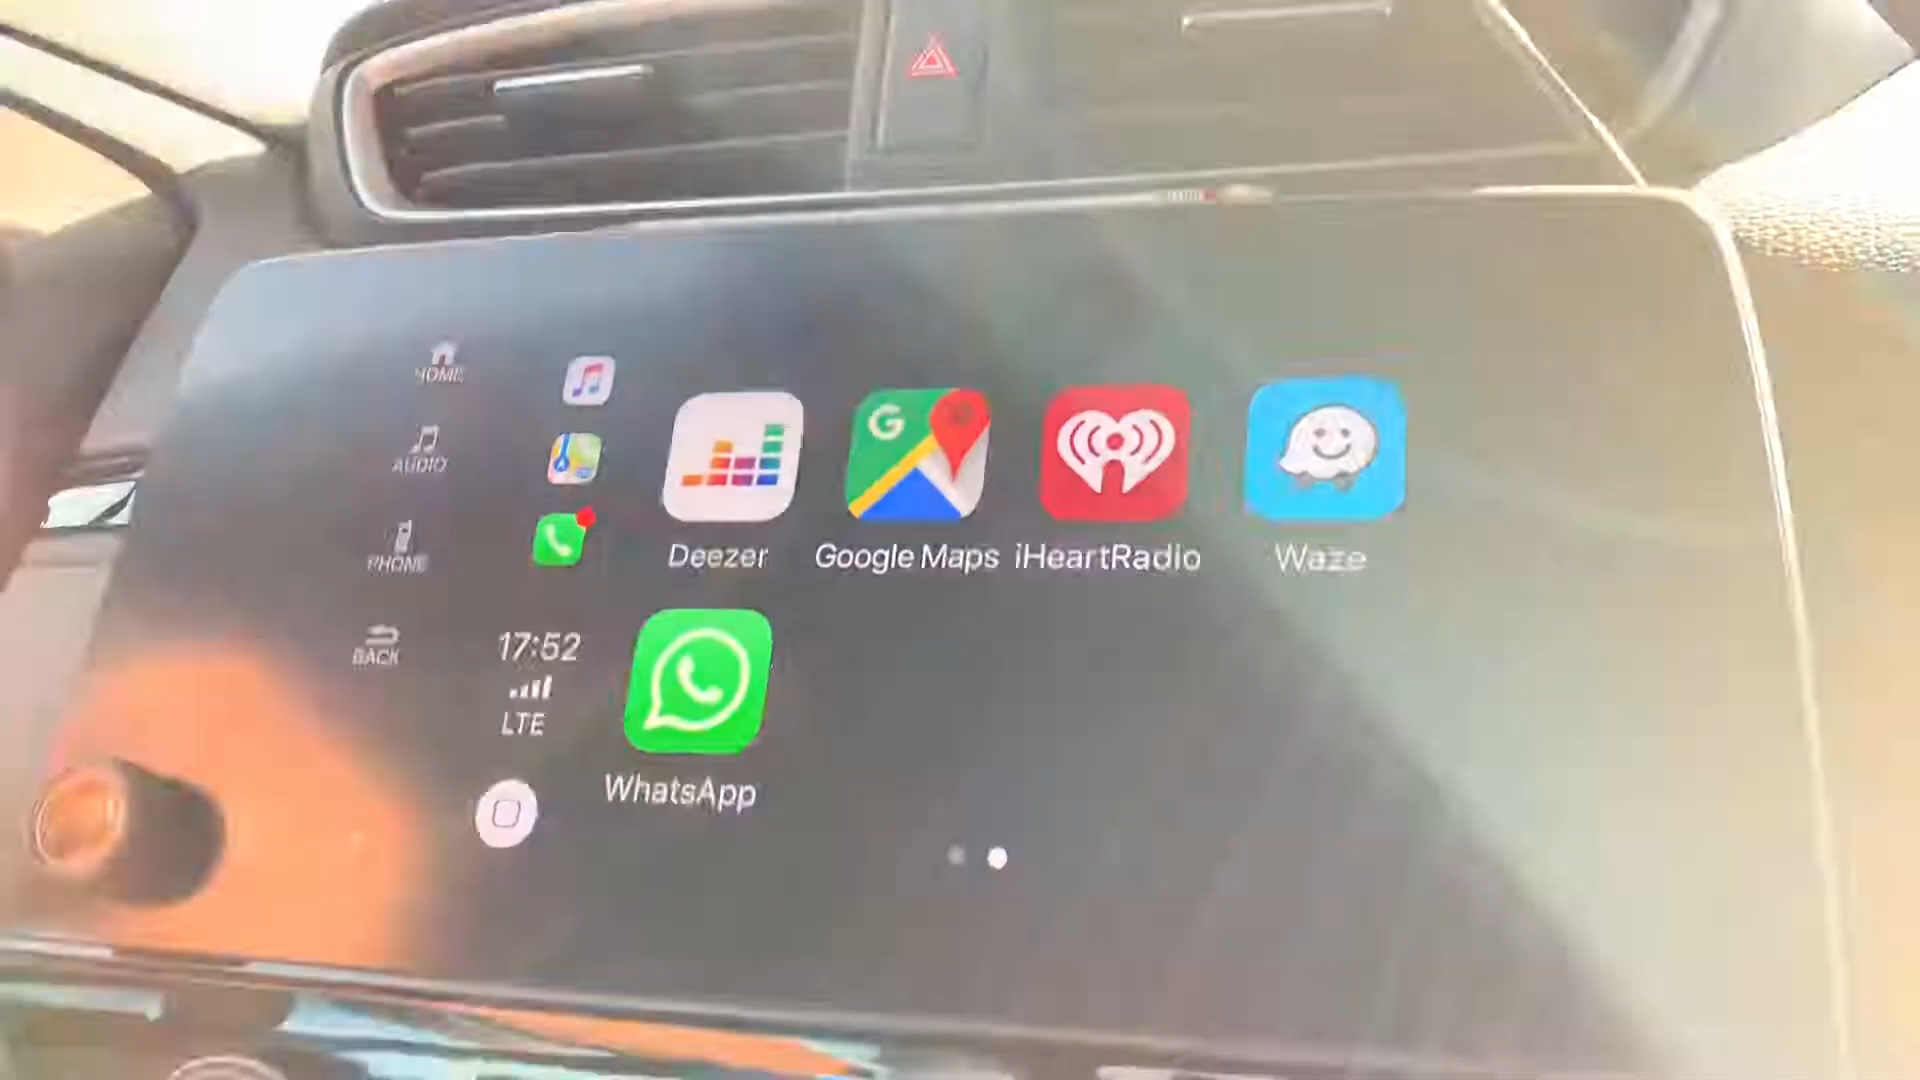 HOME
AUDIO
PHONE
BACK
17:52
LTE
Deezer
G
Google Maps
iHeartRadio
Waze
WhatsApp